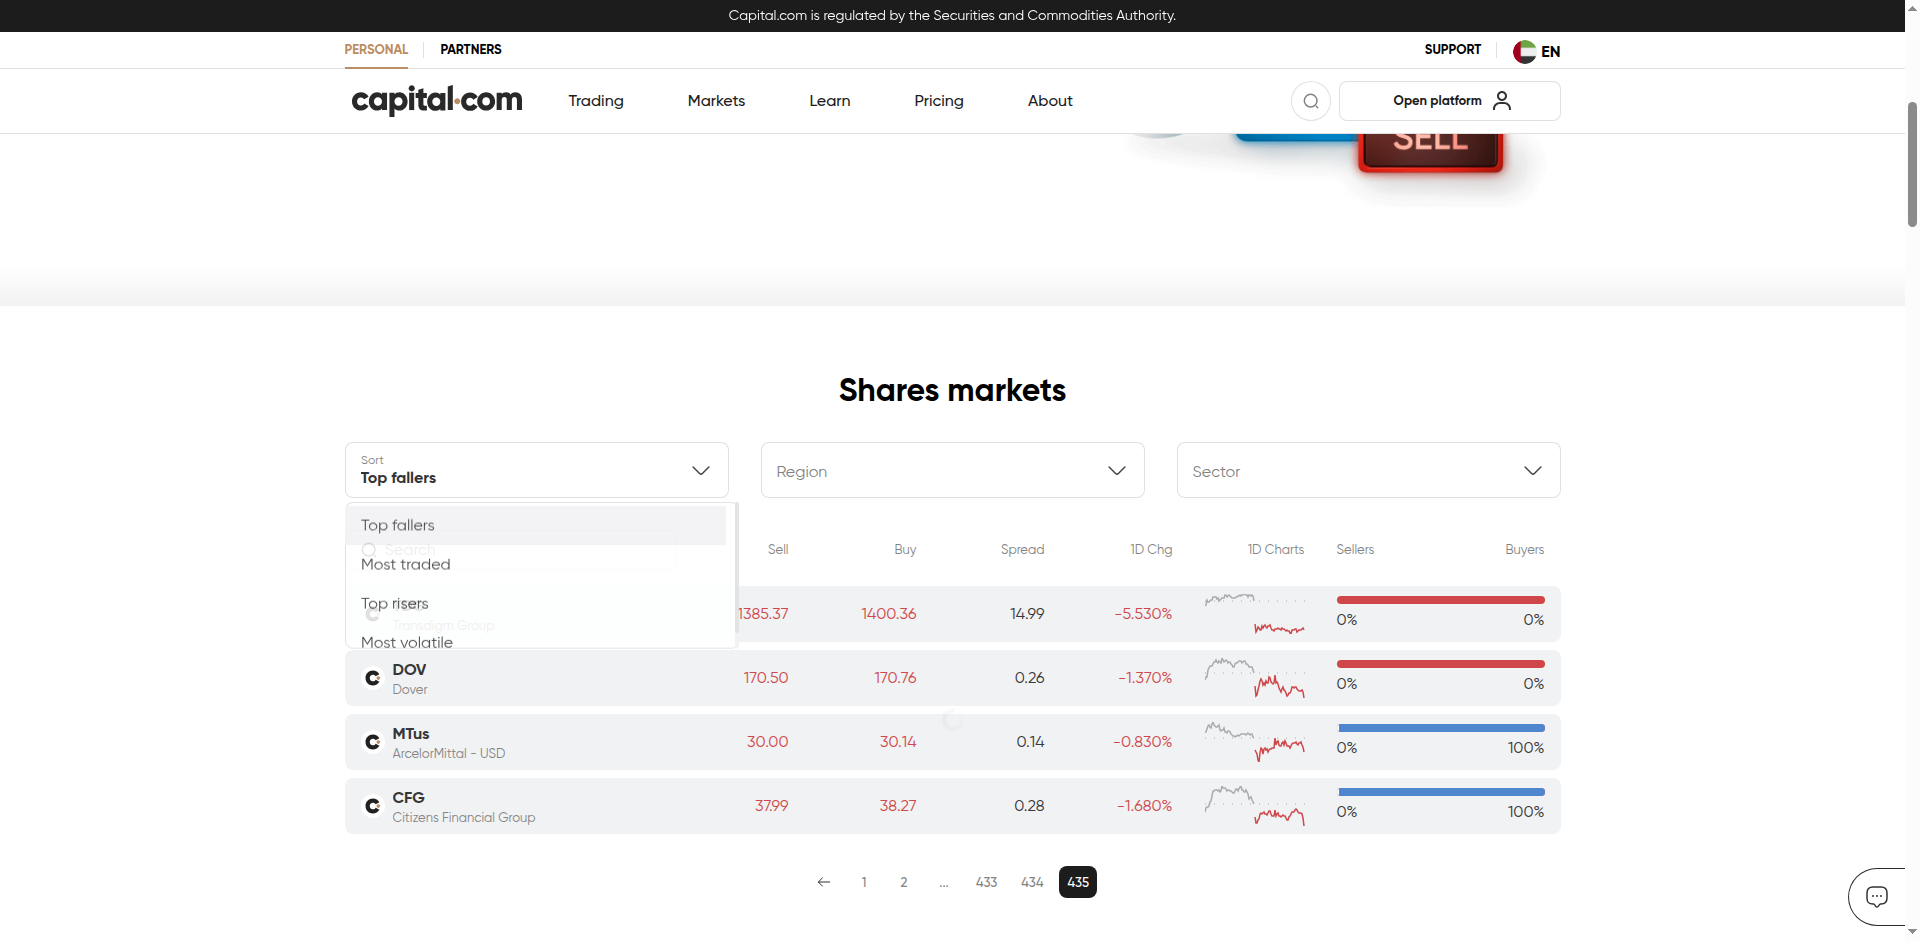 Capital.com is regulated by the Securities and Commodities Authority.
PERSONAL PARTNERS SUPPORT EN
capital.com Trading Markets Learn Pricing About Open platform
SELL
Shares markets
Sort
Top fallers
Region
Sector
Top fallers
Search
Most traded
Top risers
Most volatile
Sell Buy Spread 1D Chg 1D Charts Sellers Buyers
Transdigm Group
1385.37 1400.36 14.99 -5.530% 0% 0%
DOV
Dover
170.50 170.76 0.26 -1.370% 0% 0%
MTus
ArcelorMittal - USD
30.00 30.14 0.14 -0.830% 0% 100%
CFG
Citizens Financial Group
37.99 38.27 0.28 -1.680% 0% 100%
1 2 ... 433 434 435